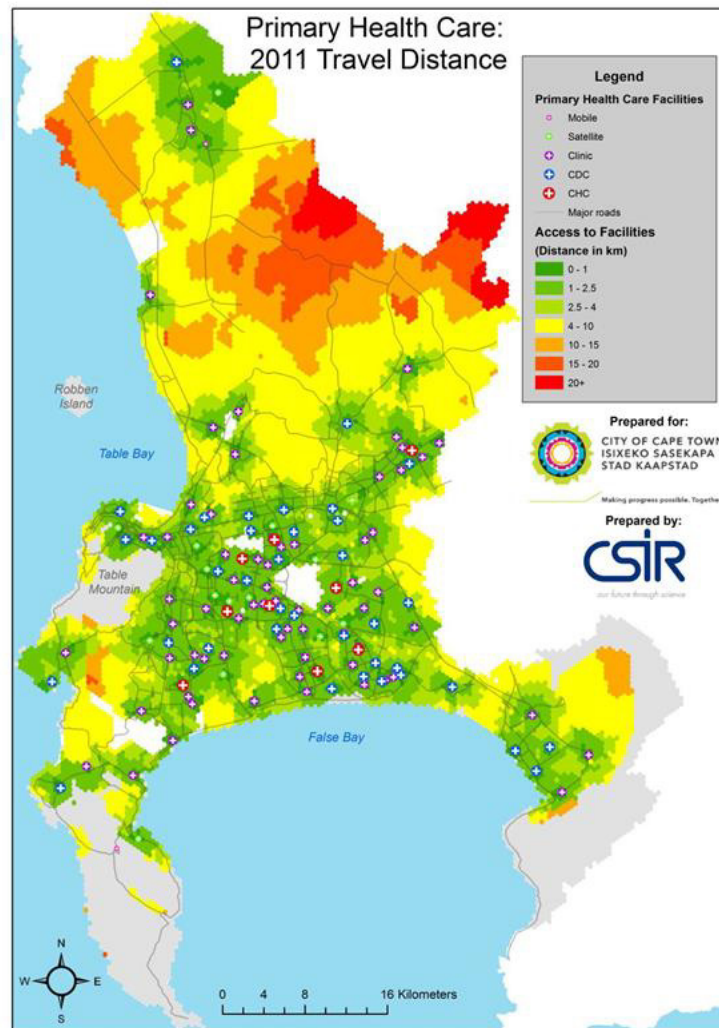 Primary Health Care:
2011 Travel Distance
Legend
Primary Health Care Facilities
Mobile
Satellite
Clinic
CDC
CHC
Major roads
Access to Facilities
(Distance in km)
0 - 1
1 - 2.5
2.5 - 4
4 - 10
10 - 15
15 - 20
20+
Robben
Island
Table Bay
Prepared for:
CITY OF CAPE TOWN
ISIXEKO SASEKAPA
STAD KAAPSTAD
Making progress possible. Togethe
Prepared by:
CSIR
our future through science
Table
Mountain
False Bay
N
W E
S
0 4 8 16 Kilometers